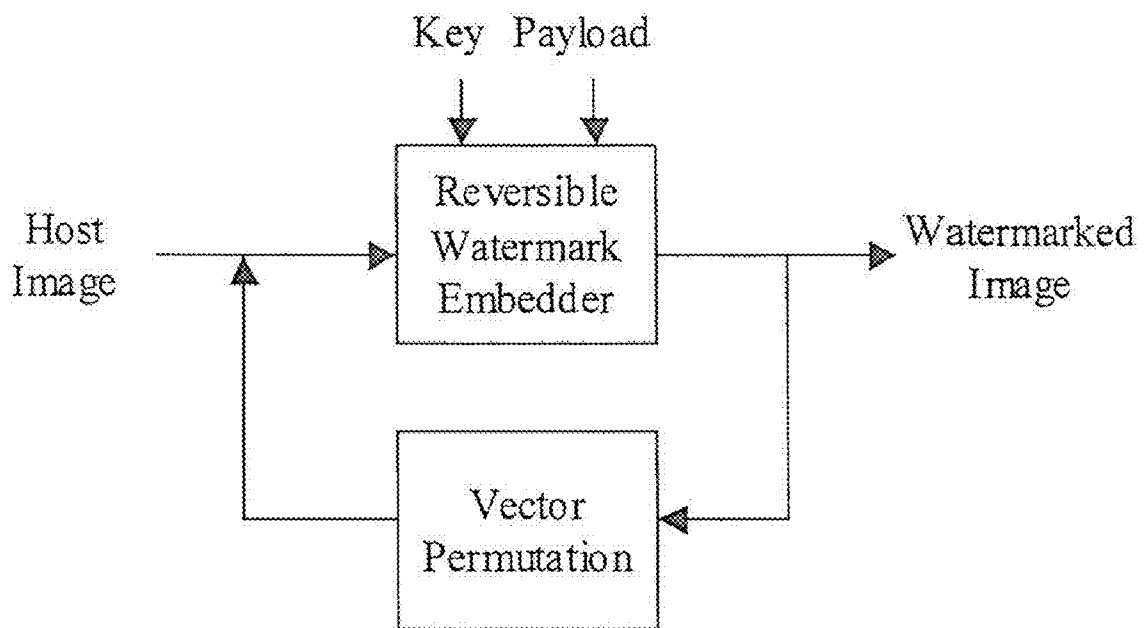 Key Payload
Host
Image
Reversible
Watermark
Embedder
Watermarked
Image
Vector
Permutation